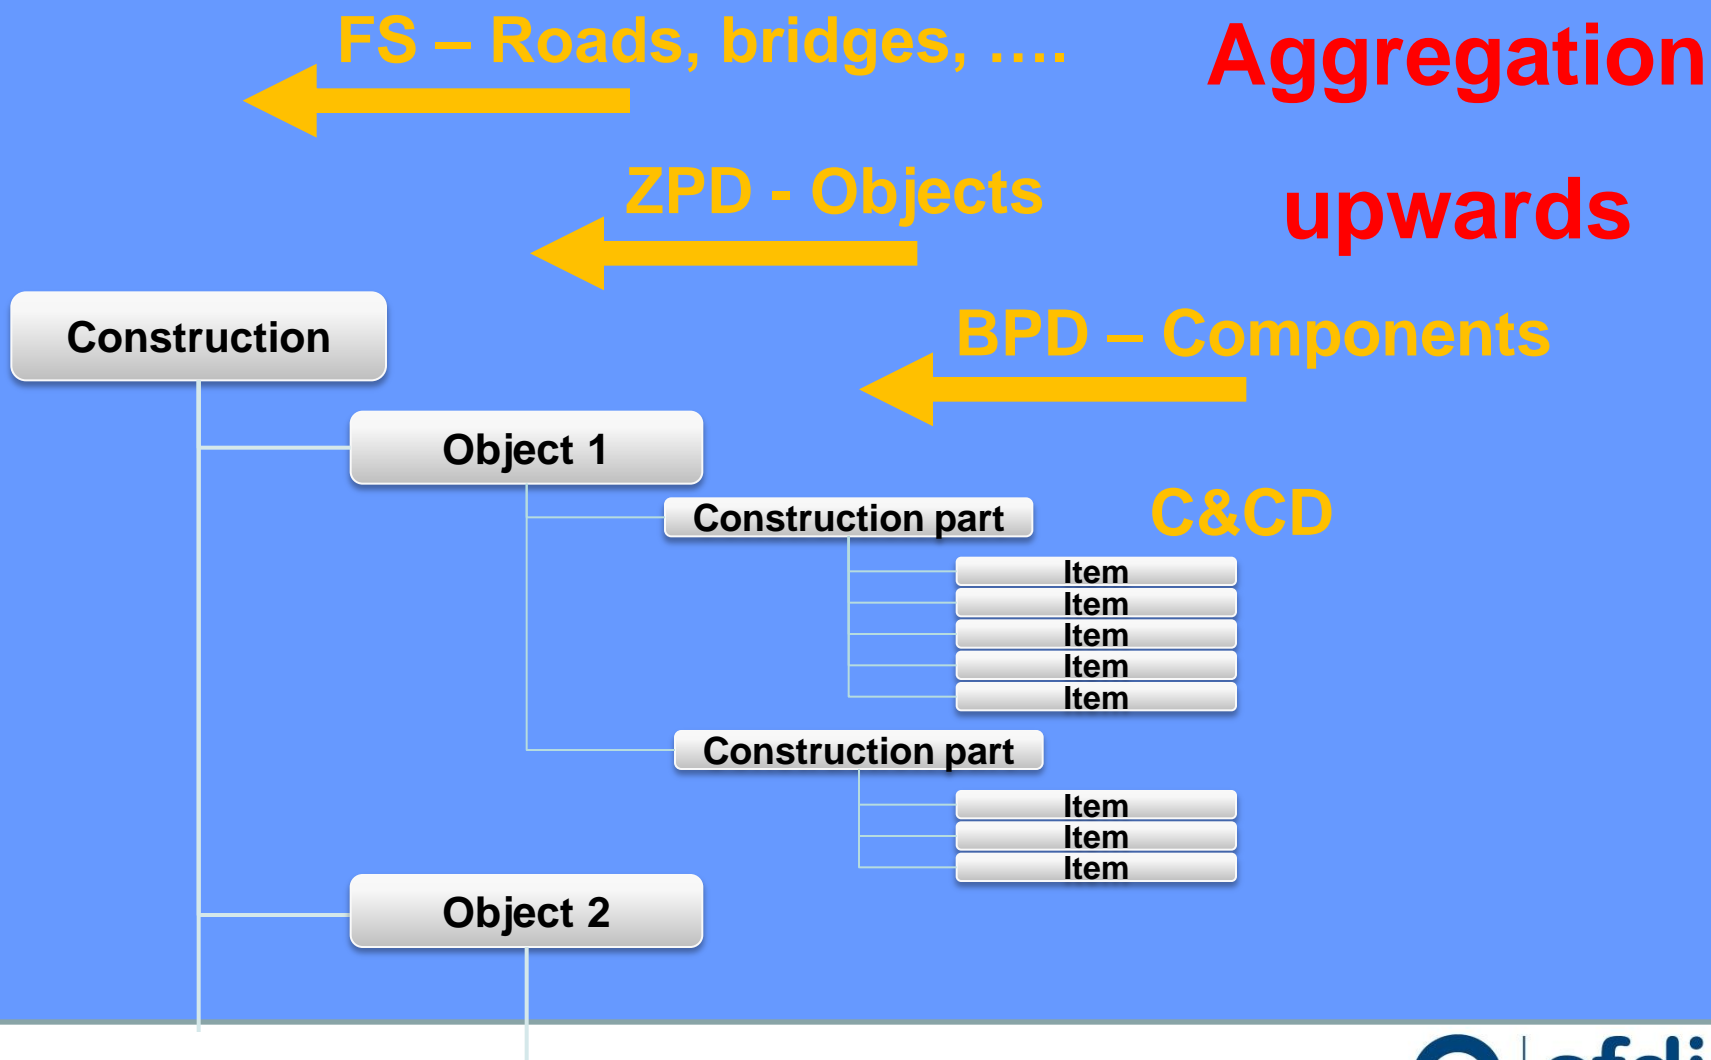 FS – Roads, bridges, ….
Aggregation
upwards
ZPD - Objects
BPD – Components
Construction
Object 1
Construction part
C&CD
Item
Item
Item
Item
Item
Construction part
Item
Item
Item
Object 2